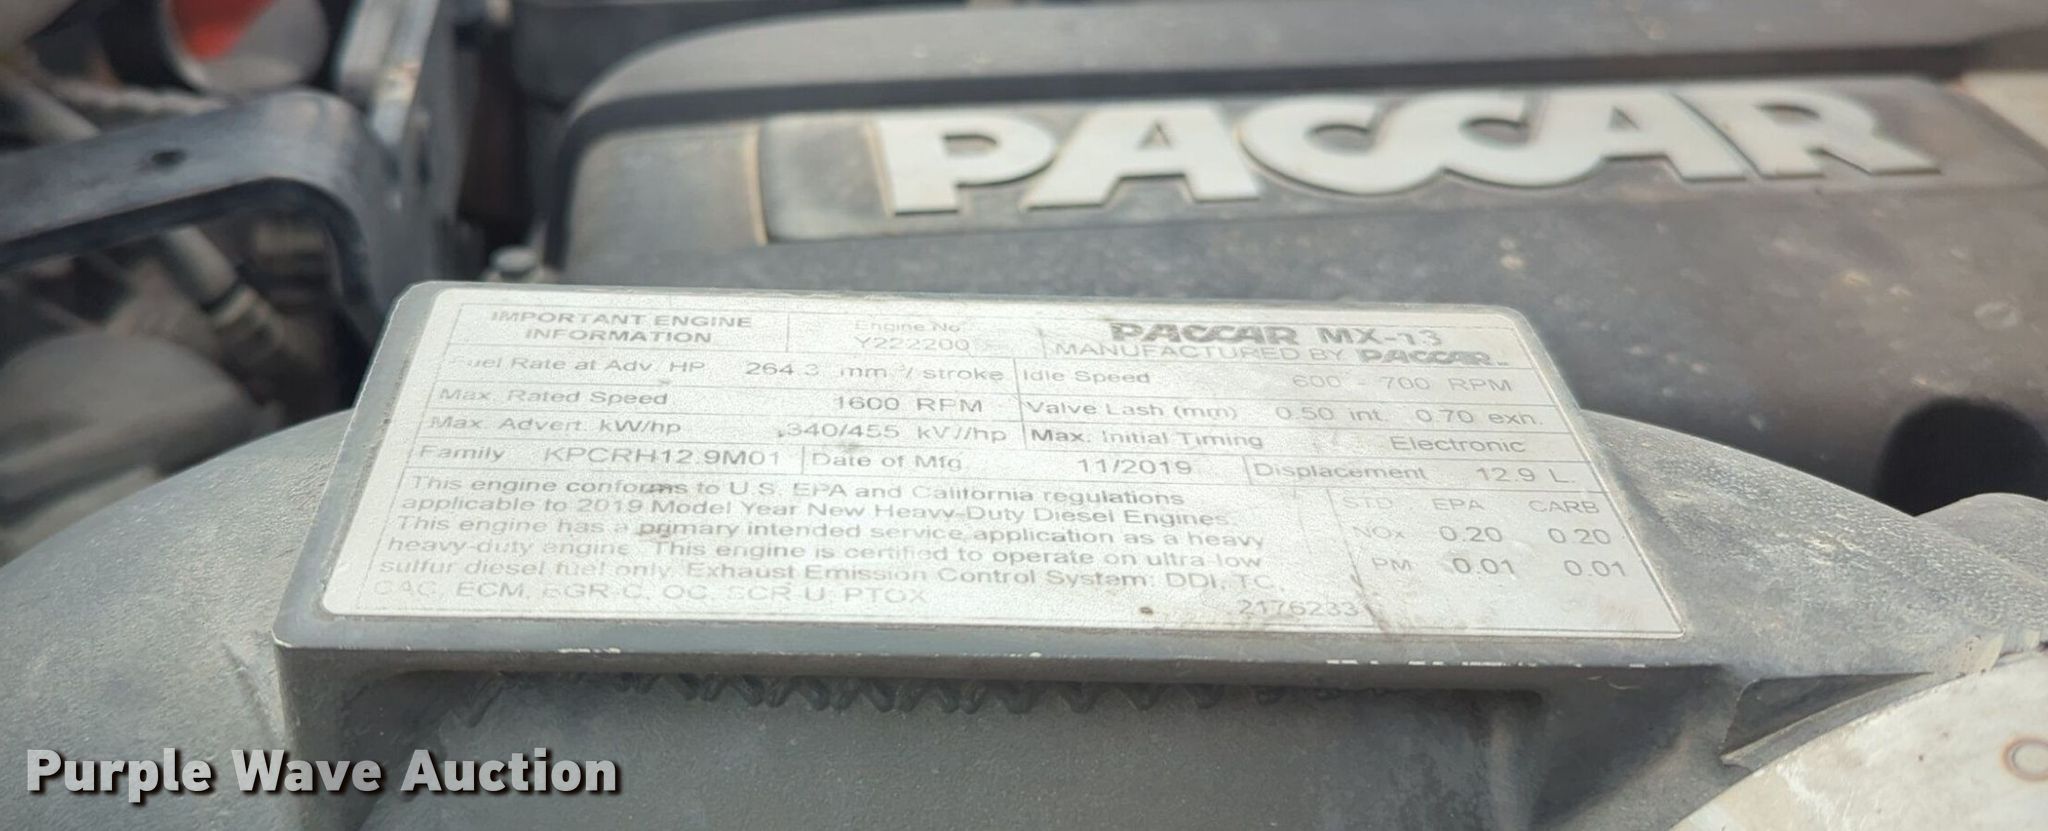 PACCAR
IMPORTANT ENGINE INFORMATION
Engine No.
Y222200
PACCAR MX-13
MANUFACTURED BY PACCAR
Fuel Rate at Adv. HP 264.3 mm.³/ stroke
Idle Speed 600 - 700 RPM
Max. Rated Speed 1600 RPM
Valve Lash (mm) 0.50 int. 0.70 exh.
Max. Advert. kW/hp 340/455 kW/hp
Max. Initial Timing Electronic
Family KPCRH12.9M01
Date of Mfg. 11/2019
Displacement 12.9 L.
This engine conforms to U.S. EPA and California regulations
applicable to 2019 Model Year New Heavy-Duty Diesel Engines.
This engine has a primary intended service application as a heavy
heavy-duty engine. This engine is certified to operate on ultra low
sulfur diesel fuel only. Exhaust Emission Control System: DDI, TC,
CAC, ECM, EGR-C, OC, SCR-U, PTOX
STD EPA CARB
NOx 0.20 0.20
PM 0.01 0.01
2176233
Purple Wave Auction